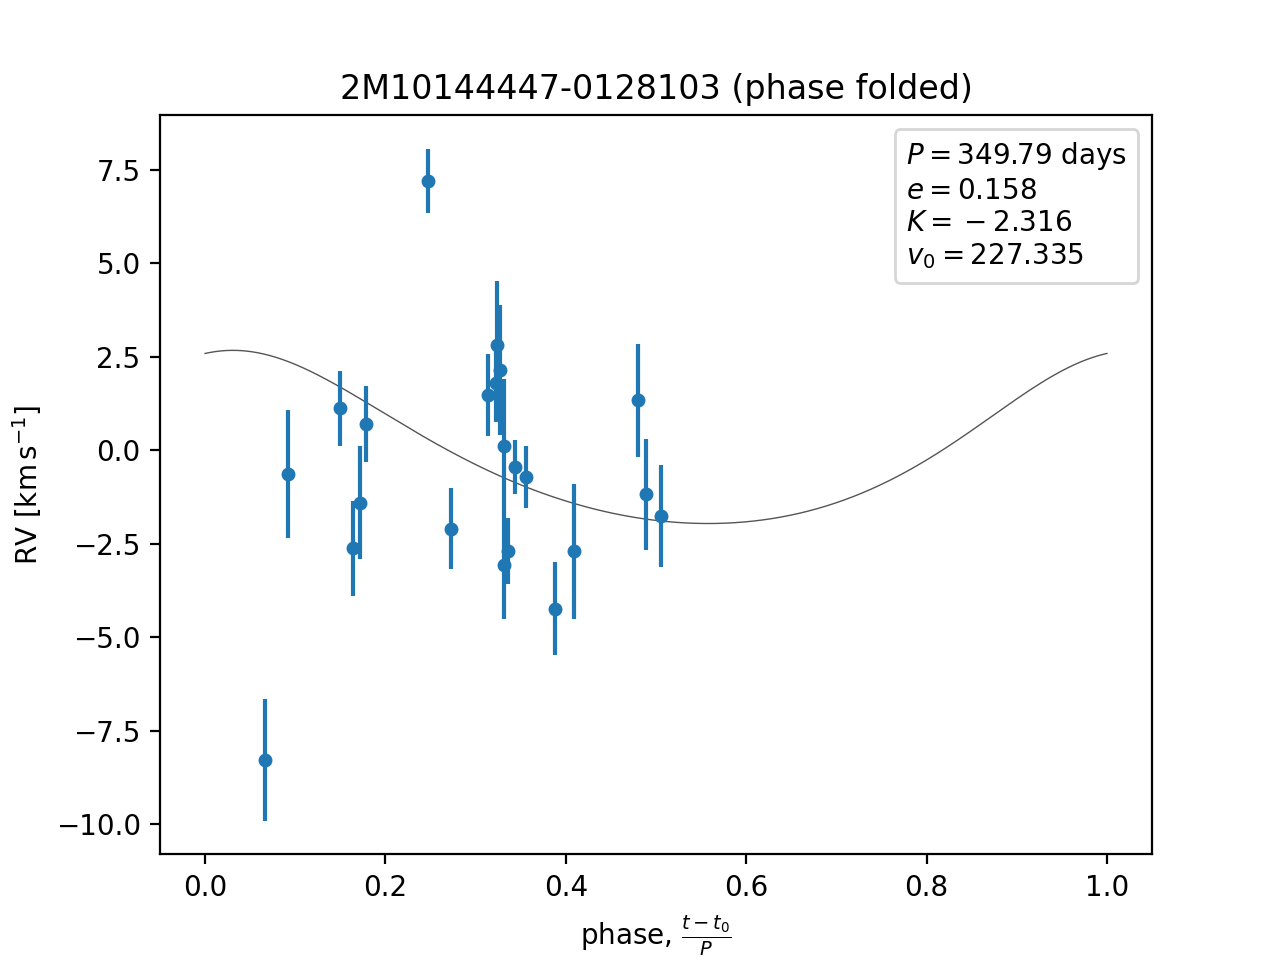 2M10144447-0128103 (phase folded)
P = 349.79 days
e = 0.158
K = −2.316
v₀ = 227.335
7.5
5.0
2.5
0.0
−2.5
−5.0
−7.5
−10.0
RV [km s⁻¹]
0.0 0.2 0.4 0.6 0.8 1.0
phase, (t − t₀)/P